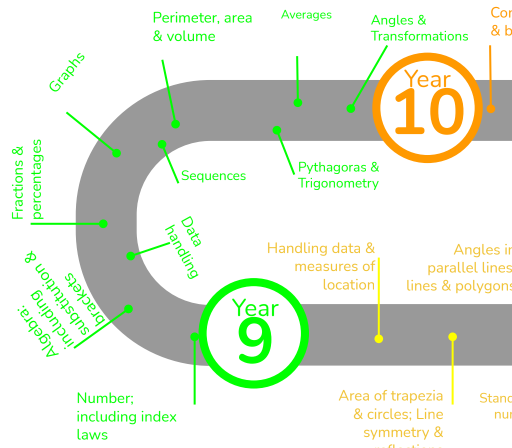 Perimeter, area
& volume
Averages
Angles &
Transformations
& b
Year
10
Graphs
Fractions &
percentages
Sequences
Pythagoras &
Trigonometry
Data
handling
Algebra;
including
substitution &
brackets
Handling data &
measures of
location
Angles in
parallel lines
lines & polygons
Year
9
Number;
including index
laws
Area of trapezia
& circles; Line
symmetry &